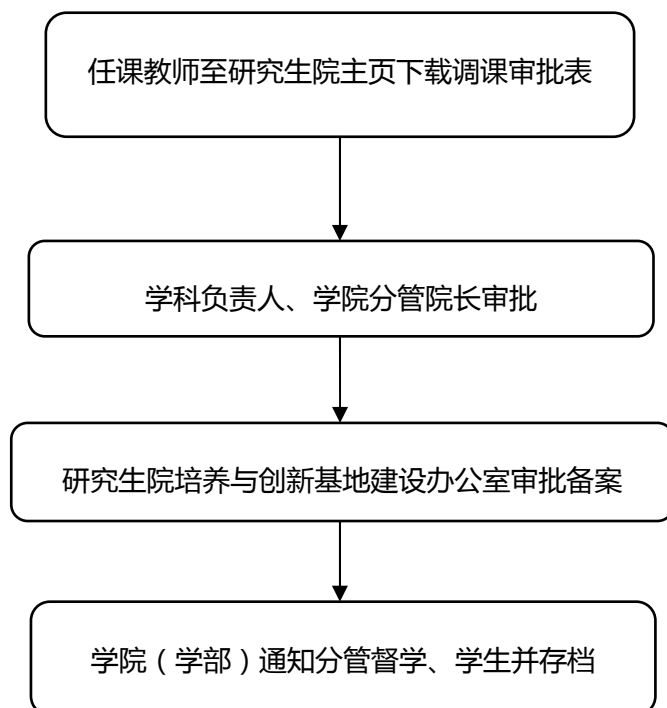 任课教师至研究生院主页下载调课审批表
学科负责人、学院分管院长审批
研究生院培养与创新基地建设办公室审批备案
学院（学部）通知分管督学、学生并存档